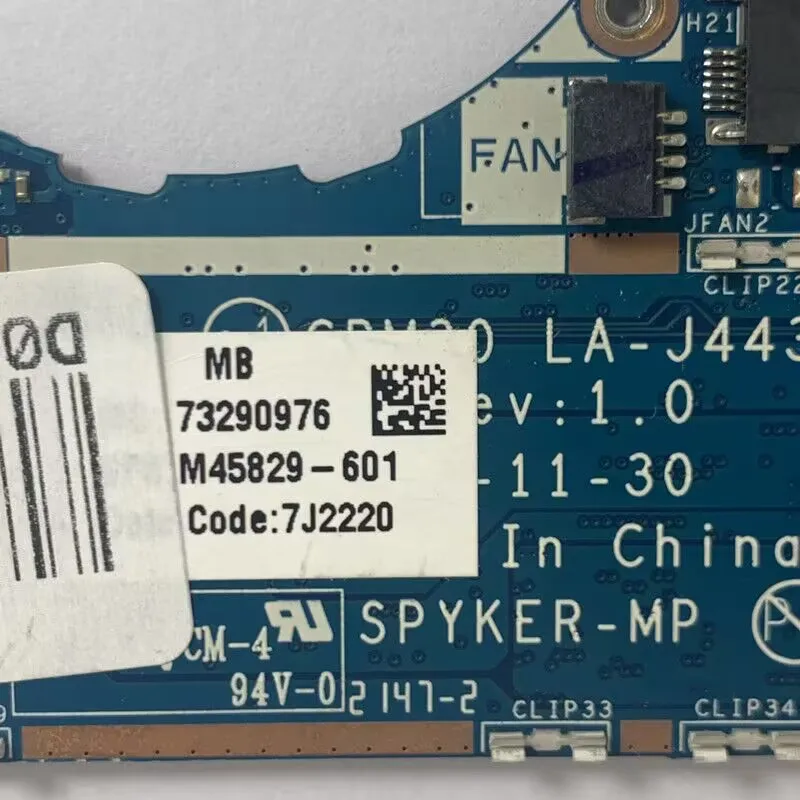 H21
FAN
JFAN2
CLIP22
LA-J443
MB
73290976
ev:1.0
M45829-601
-11-30
Code:7J2220
In China
CM-4
SPYKER-MP
94V-0
2147-2
CLIP33
CLIP34